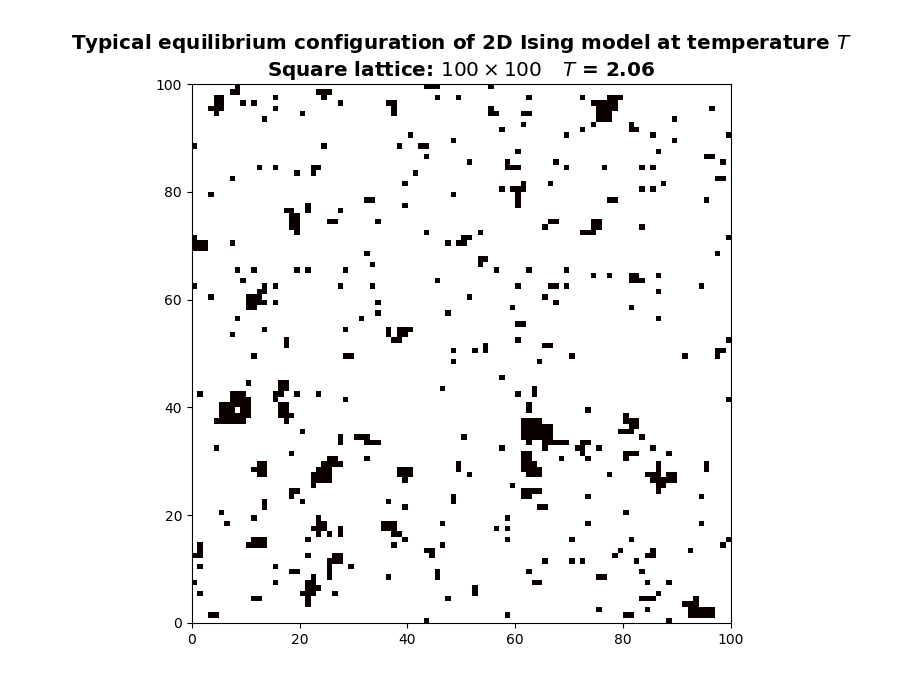 Typical equilibrium configuration of 2D Ising model at temperature T
Square lattice: 100 × 100 T = 2.06
100
80
60
40
20
0
0 20 40 60 80 100